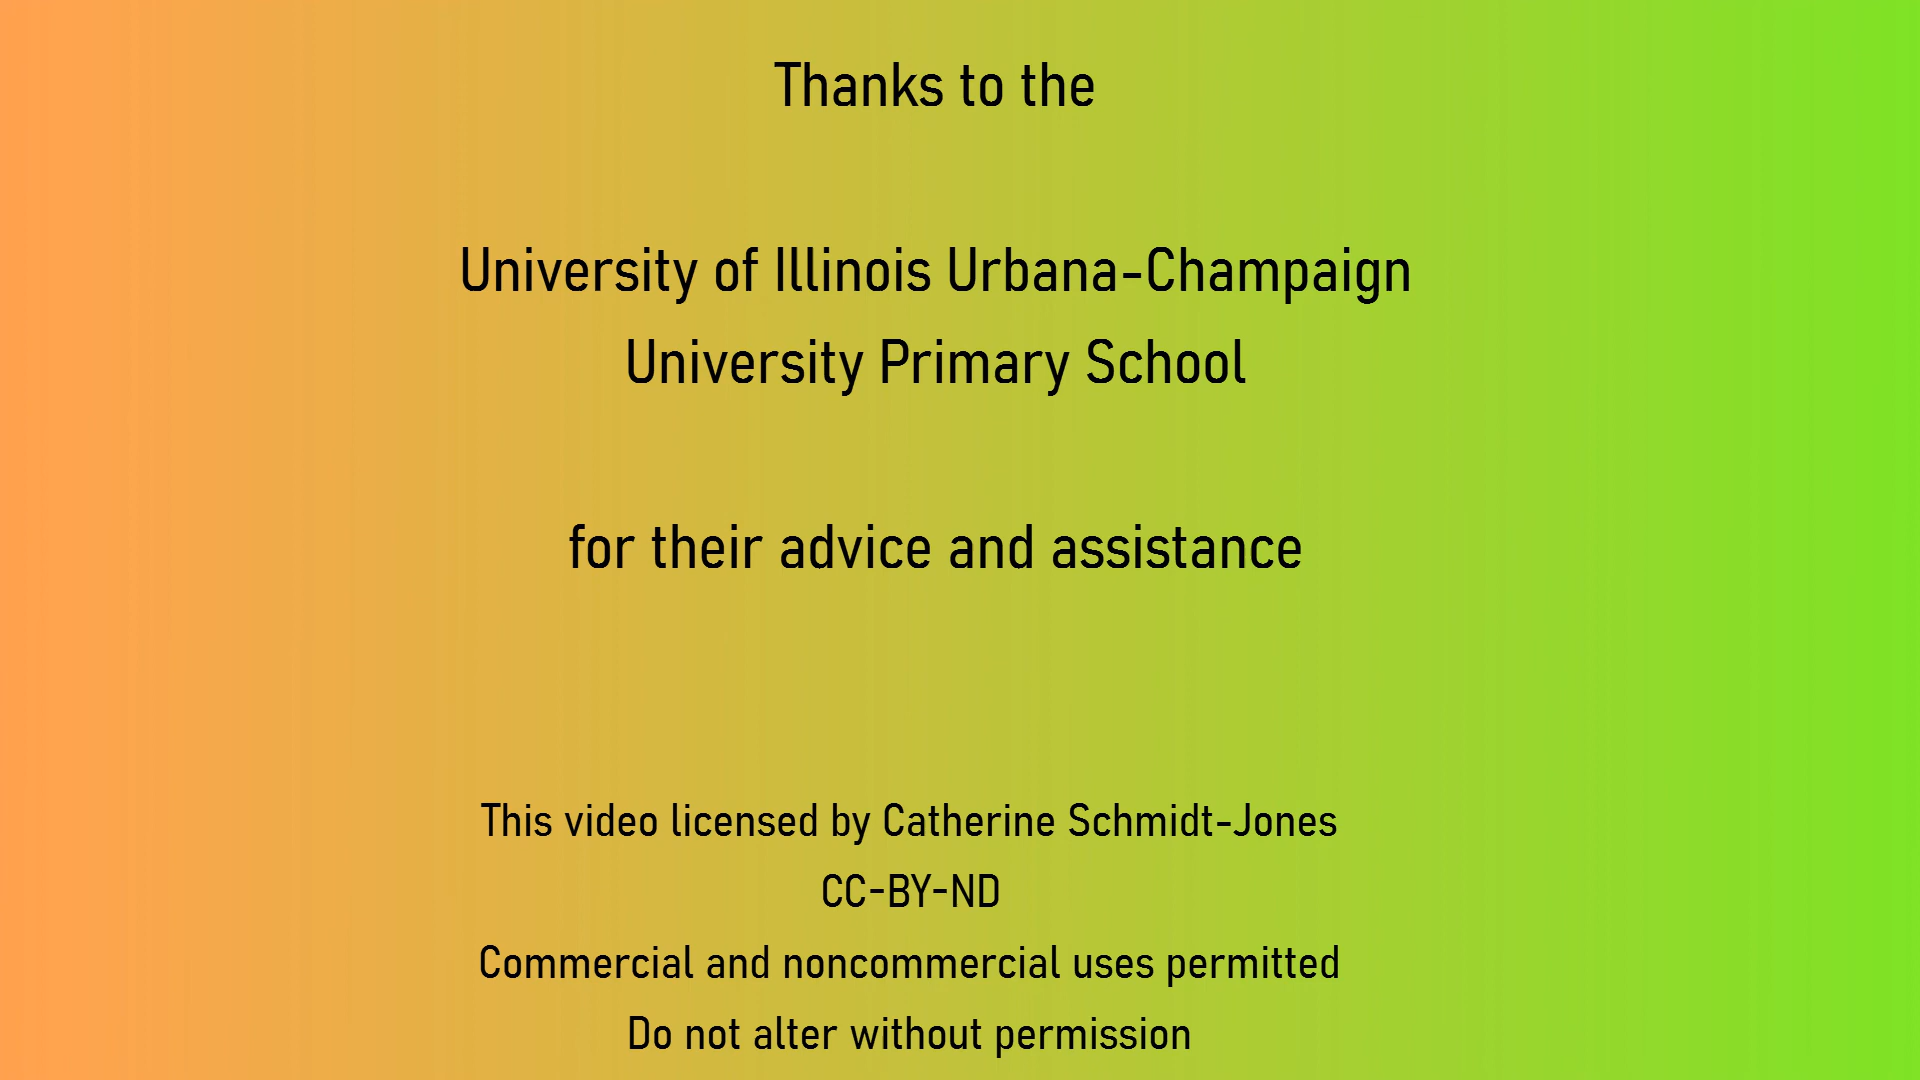 Thanks to the
University of Illinois Urbana-Champaign
University Primary School
for their advice and assistance
This video licensed by Catherine Schmidt-Jones
CC-BY-ND
Commercial and noncommercial uses permitted
Do not alter without permission